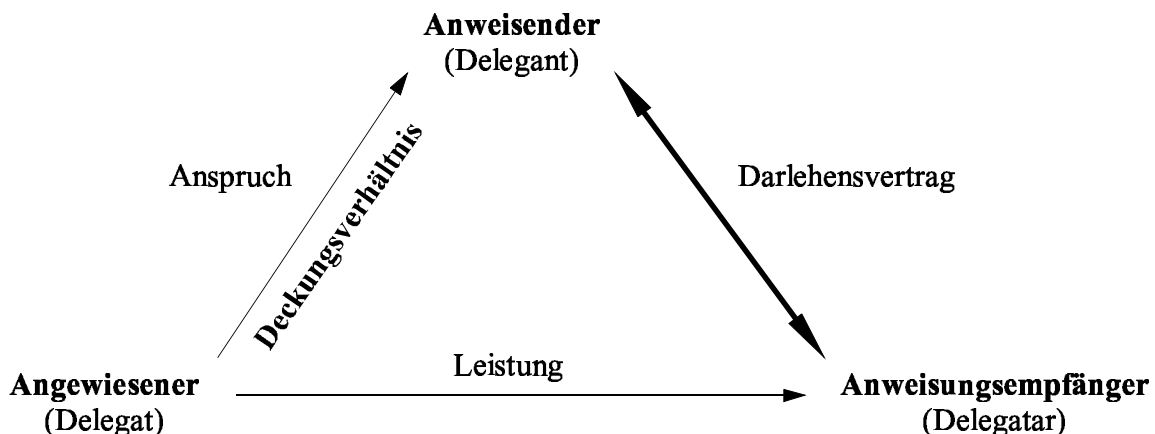 Anweisender
(Delegant)
Anspruch
Deckungsverhältnis
Darlehensvertrag
Leistung
Angewiesener
(Delegat)
Anweisungsempfänger
(Delegatar)